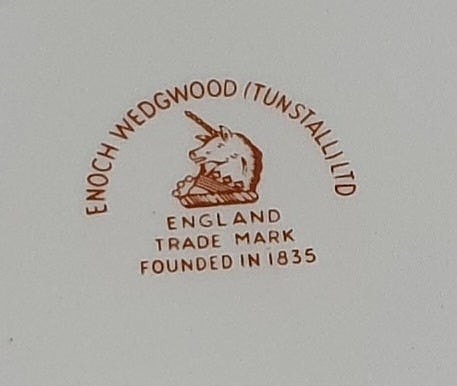 ENOCH WEDGWOOD (TUNSTALL) LTD
ENGLAND
TRADE MARK
FOUNDED IN 1835